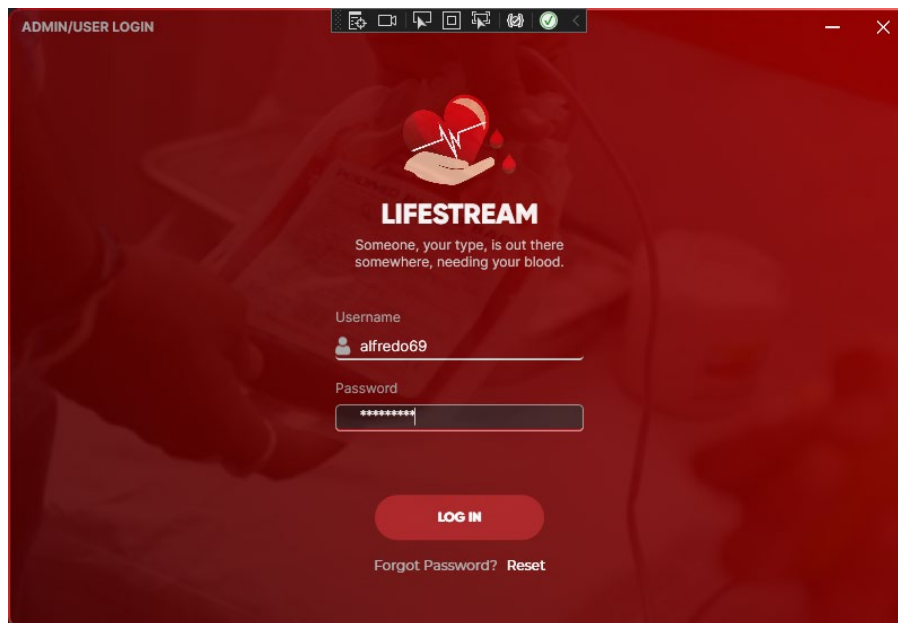 ADMIN/USER LOGIN
LIFESTREAM
Someone, your type, is out there
somewhere, needing your blood.
Username
alfredo69
Password
*********
LOG IN
Forgot Password? Reset